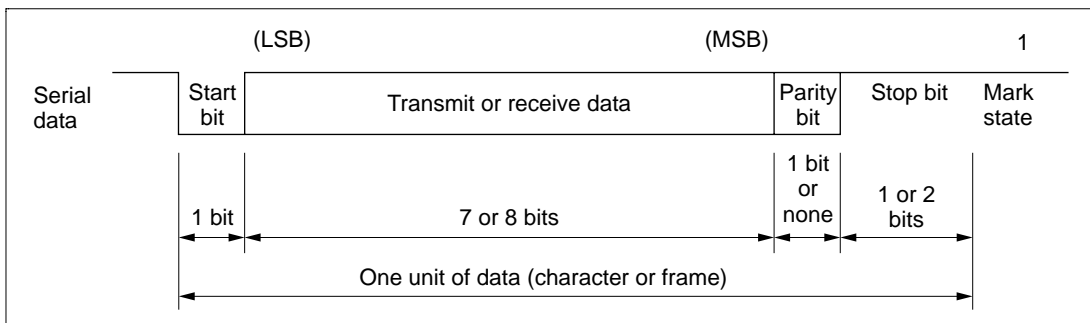 (LSB)
(MSB)
1
Serial
data
Start
bit
Transmit or receive data
Parity
bit
Stop bit
Mark
state
1 bit
7 or 8 bits
1 bit
or
none
1 or 2
bits
One unit of data (character or frame)